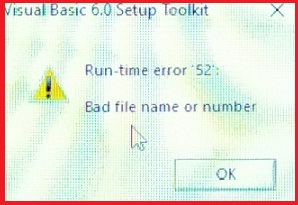 Visual Basic 6.0 Setup Toolkit
Run-time error '52':
Bad file name or number
OK